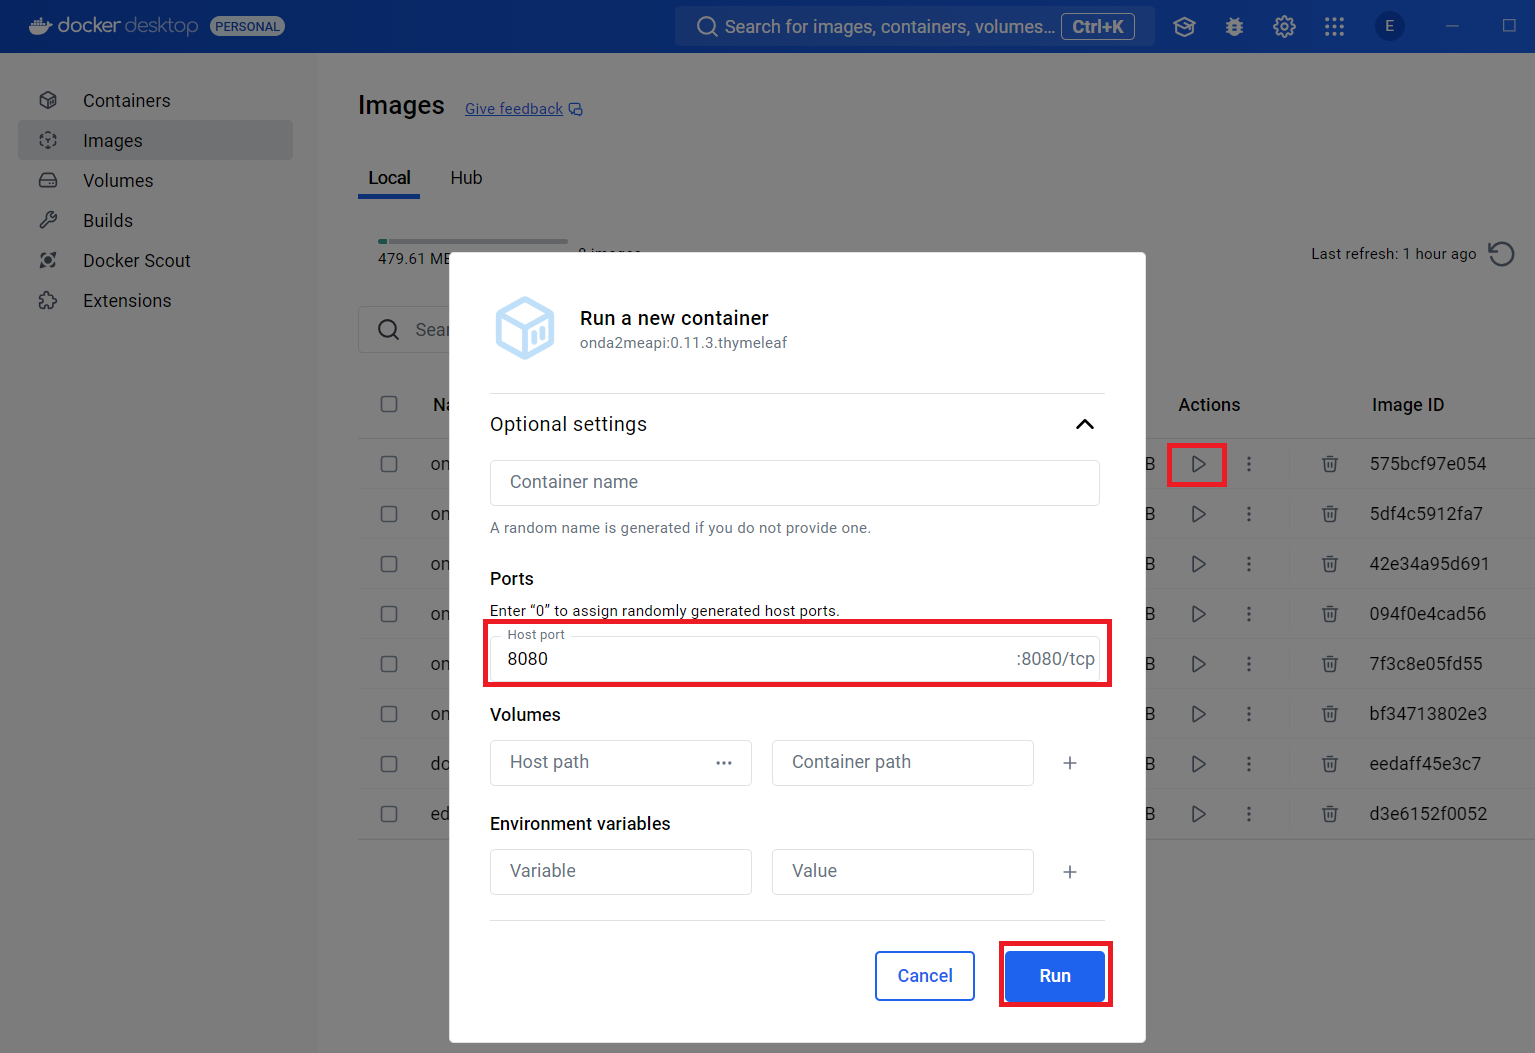 docker desktop PERSONAL
Search for images, containers, volumes... Ctrl+K
E
Containers
Images
Volumes
Builds
Docker Scout
Extensions
Images Give feedback
Local Hub
479.61 MB
Last refresh: 1 hour ago
Sear
Na Actions Image ID
on B 575bcf97e054
on B 5df4c5912fa7
on B 42e34a95d691
on B 094f0e4cad56
on B 7f3c8e05fd55
on B bf34713802e3
do B eedaff45e3c7
ed B d3e6152f0052
Run a new container
onda2meapi:0.11.3.thymeleaf
Optional settings
Container name
A random name is generated if you do not provide one.
Ports
Enter “0” to assign randomly generated host ports.
Host port
8080 :8080/tcp
Volumes
Host path ... Container path +
Environment variables
Variable Value +
Cancel Run